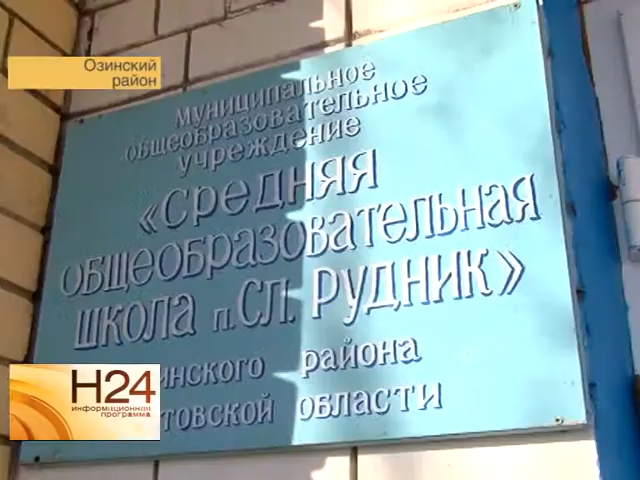 Озинский
район
Муниципальное
общеобразовательное
учреждение
«Средняя
общеобразовательная
школа п. Сл. Рудник»
района
области
Н24
информационная
программа